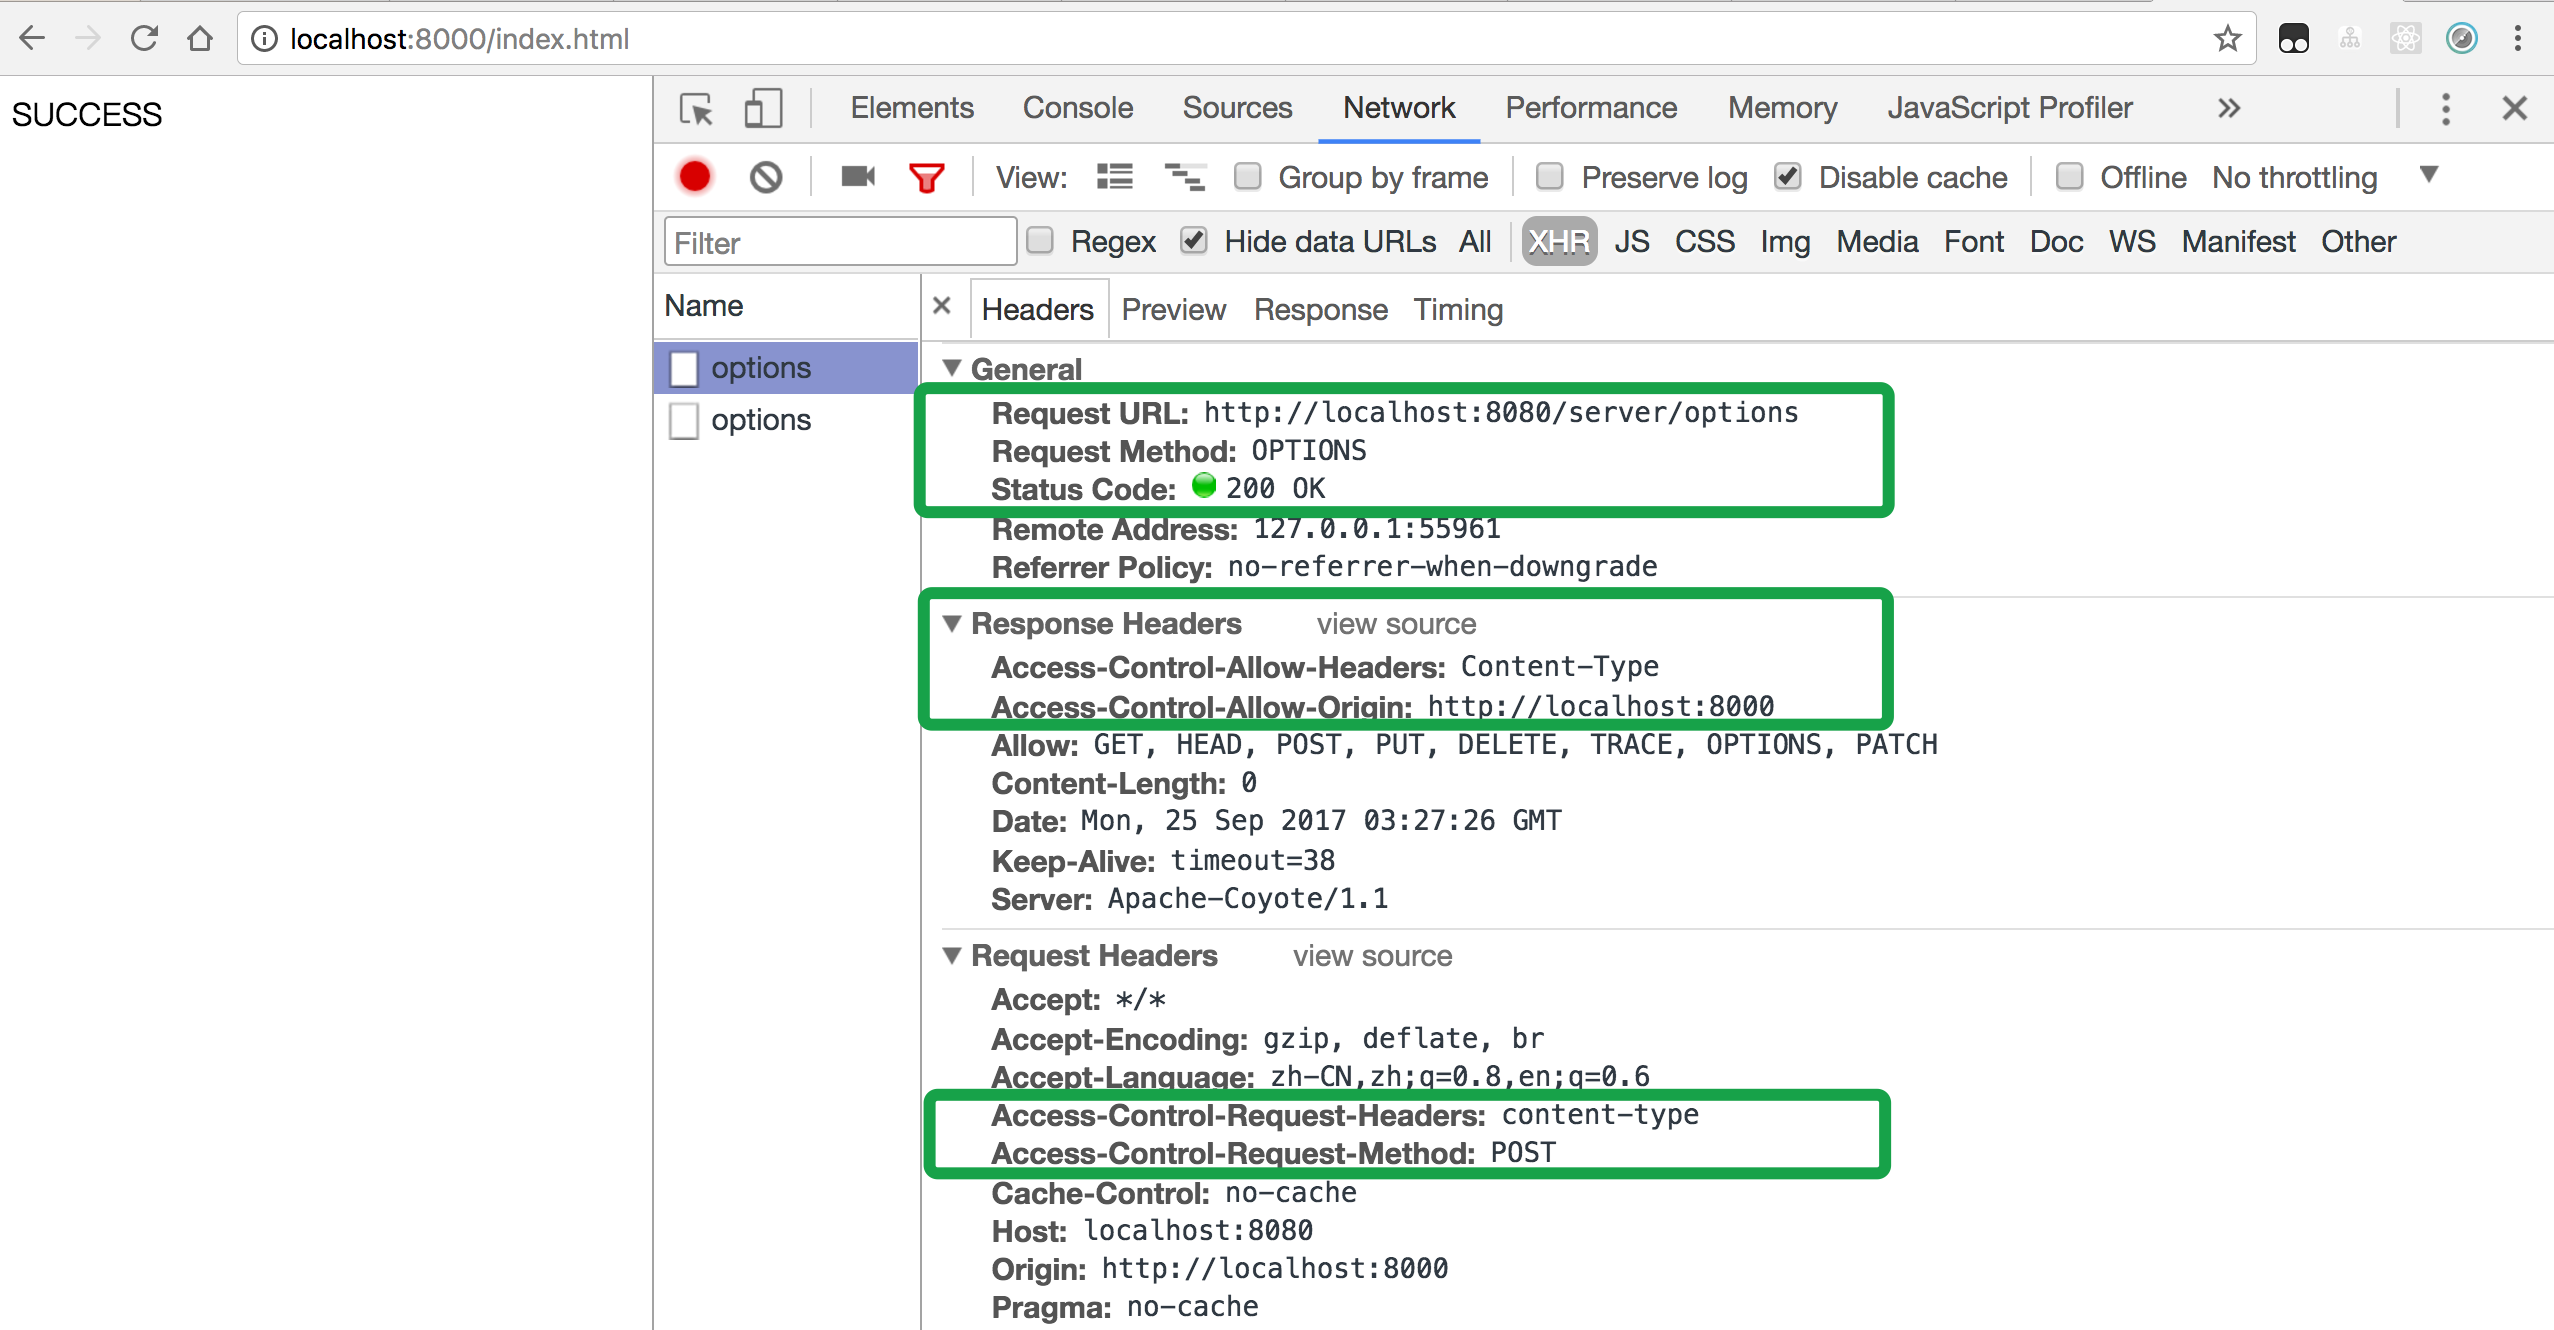 localhost:8000/index.html
SUCCESS
Elements Console Sources Network Performance Memory JavaScript Profiler
View: Group by frame Preserve log Disable cache Offline No throttling
Filter Regex Hide data URLs All XHR JS CSS Img Media Font Doc WS Manifest Other
Name
Headers Preview Response Timing
options
options
General
Request URL: http://localhost:8080/server/options
Request Method: OPTIONS
Status Code: 200 OK
Remote Address: 127.0.0.1:55961
Referrer Policy: no-referrer-when-downgrade
Response Headers view source
Access-Control-Allow-Headers: Content-Type
Access-Control-Allow-Origin: http://localhost:8000
Allow: GET, HEAD, POST, PUT, DELETE, TRACE, OPTIONS, PATCH
Content-Length: 0
Date: Mon, 25 Sep 2017 03:27:26 GMT
Keep-Alive: timeout=38
Server: Apache-Coyote/1.1
Request Headers view source
Accept: */*
Accept-Encoding: gzip, deflate, br
Accept-Language: zh-CN,zh;q=0.8,en;q=0.6
Access-Control-Request-Headers: content-type
Access-Control-Request-Method: POST
Cache-Control: no-cache
Host: localhost:8080
Origin: http://localhost:8000
Pragma: no-cache